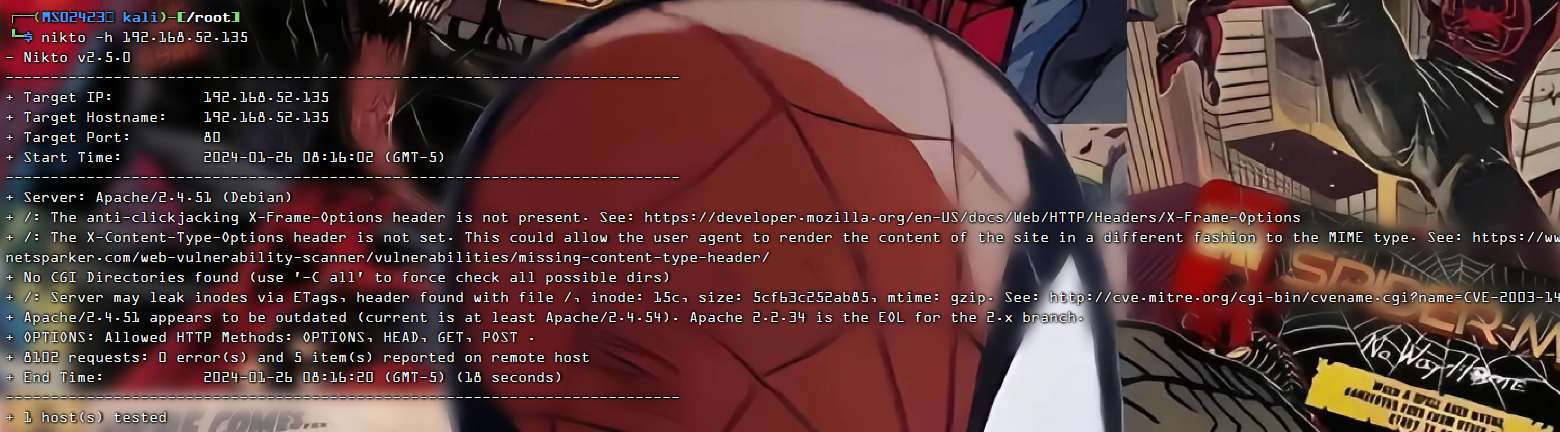 ┌──(MS02423㉿ kali)-[/root]
└─$ nikto -h 192.168.52.135
- Nikto v2.5.0
---------------------------------------------------------------------------
+ Target IP:          192.168.52.135
+ Target Hostname:    192.168.52.135
+ Target Port:        80
+ Start Time:         2024-01-26 08:16:02 (GMT-5)
---------------------------------------------------------------------------
+ Server: Apache/2.4.51 (Debian)
+ /: The anti-clickjacking X-Frame-Options header is not present. See: https://developer.mozilla.org/en-US/docs/Web/HTTP/Headers/X-Frame-Options
+ /: The X-Content-Type-Options header is not set. This could allow the user agent to render the content of the site in a different fashion to the MIME type. See: https://ww
netsparker.com/web-vulnerability-scanner/vulnerabilities/missing-content-type-header/
+ No CGI Directories found (use '-C all' to force check all possible dirs)
+ /: Server may leak inodes via ETags, header found with file /, inode: 15c, size: 5cf63c252ab85, mtime: gzip. See: http://cve.mitre.org/cgi-bin/cvename.cgi?name=CVE-2003-14
+ Apache/2.4.51 appears to be outdated (current is at least Apache/2.4.54). Apache 2.2.34 is the EOL for the 2.x branch.
+ OPTIONS: Allowed HTTP Methods: OPTIONS, HEAD, GET, POST .
+ 8102 requests: 0 error(s) and 5 item(s) reported on remote host
+ End Time:           2024-01-26 08:16:20 (GMT-5) (18 seconds)
---------------------------------------------------------------------------
+ 1 host(s) tested
SPIDER-M
No Way Home
COMES...